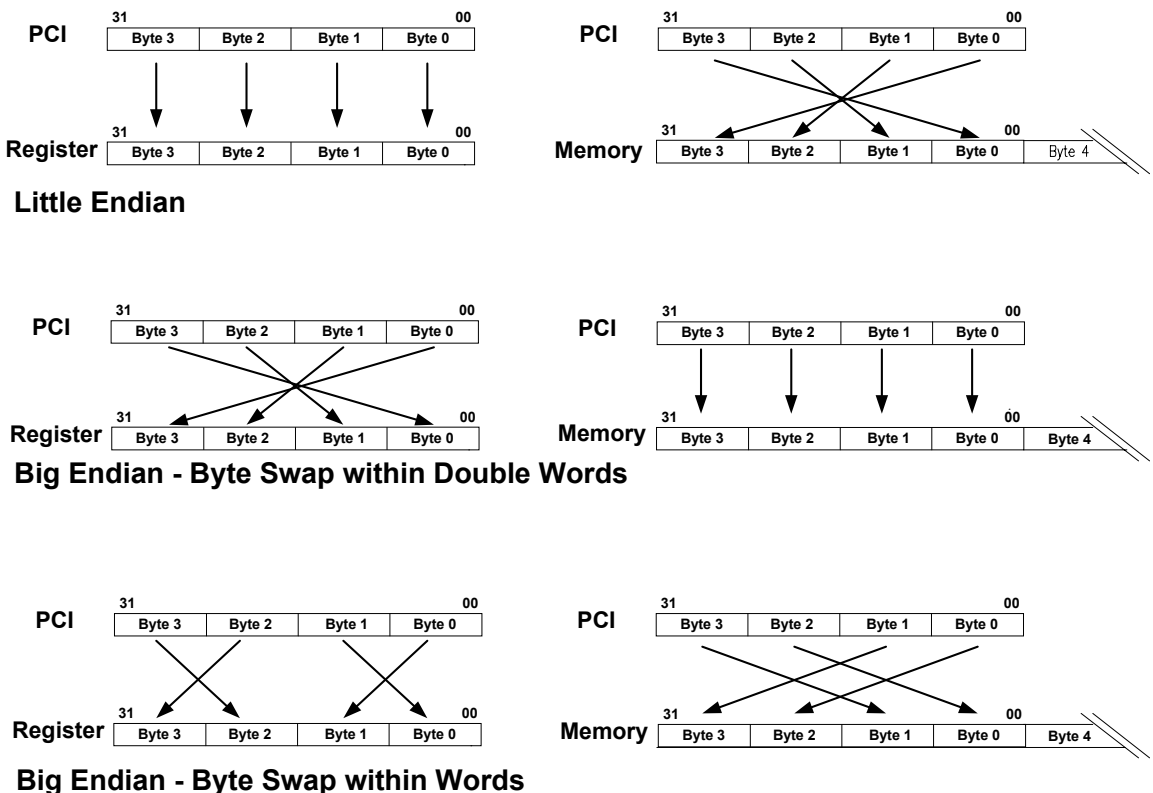 31 00
PCI Byte 3 Byte 2 Byte 1 Byte 0
31 00
Register Byte 3 Byte 2 Byte 1 Byte 0
31 00
PCI Byte 3 Byte 2 Byte 1 Byte 0
31 00
Memory Byte 3 Byte 2 Byte 1 Byte 0 Byte 4
Little Endian
31 00
PCI Byte 3 Byte 2 Byte 1 Byte 0
31 00
Register Byte 3 Byte 2 Byte 1 Byte 0
31 00
PCI Byte 3 Byte 2 Byte 1 Byte 0
31 00
Memory Byte 3 Byte 2 Byte 1 Byte 0 Byte 4
Big Endian - Byte Swap within Double Words
31 00
PCI Byte 3 Byte 2 Byte 1 Byte 0
31 00
Register Byte 3 Byte 2 Byte 1 Byte 0
31 00
PCI Byte 3 Byte 2 Byte 1 Byte 0
31 00
Memory Byte 3 Byte 2 Byte 1 Byte 0 Byte 4
Big Endian - Byte Swap within Words